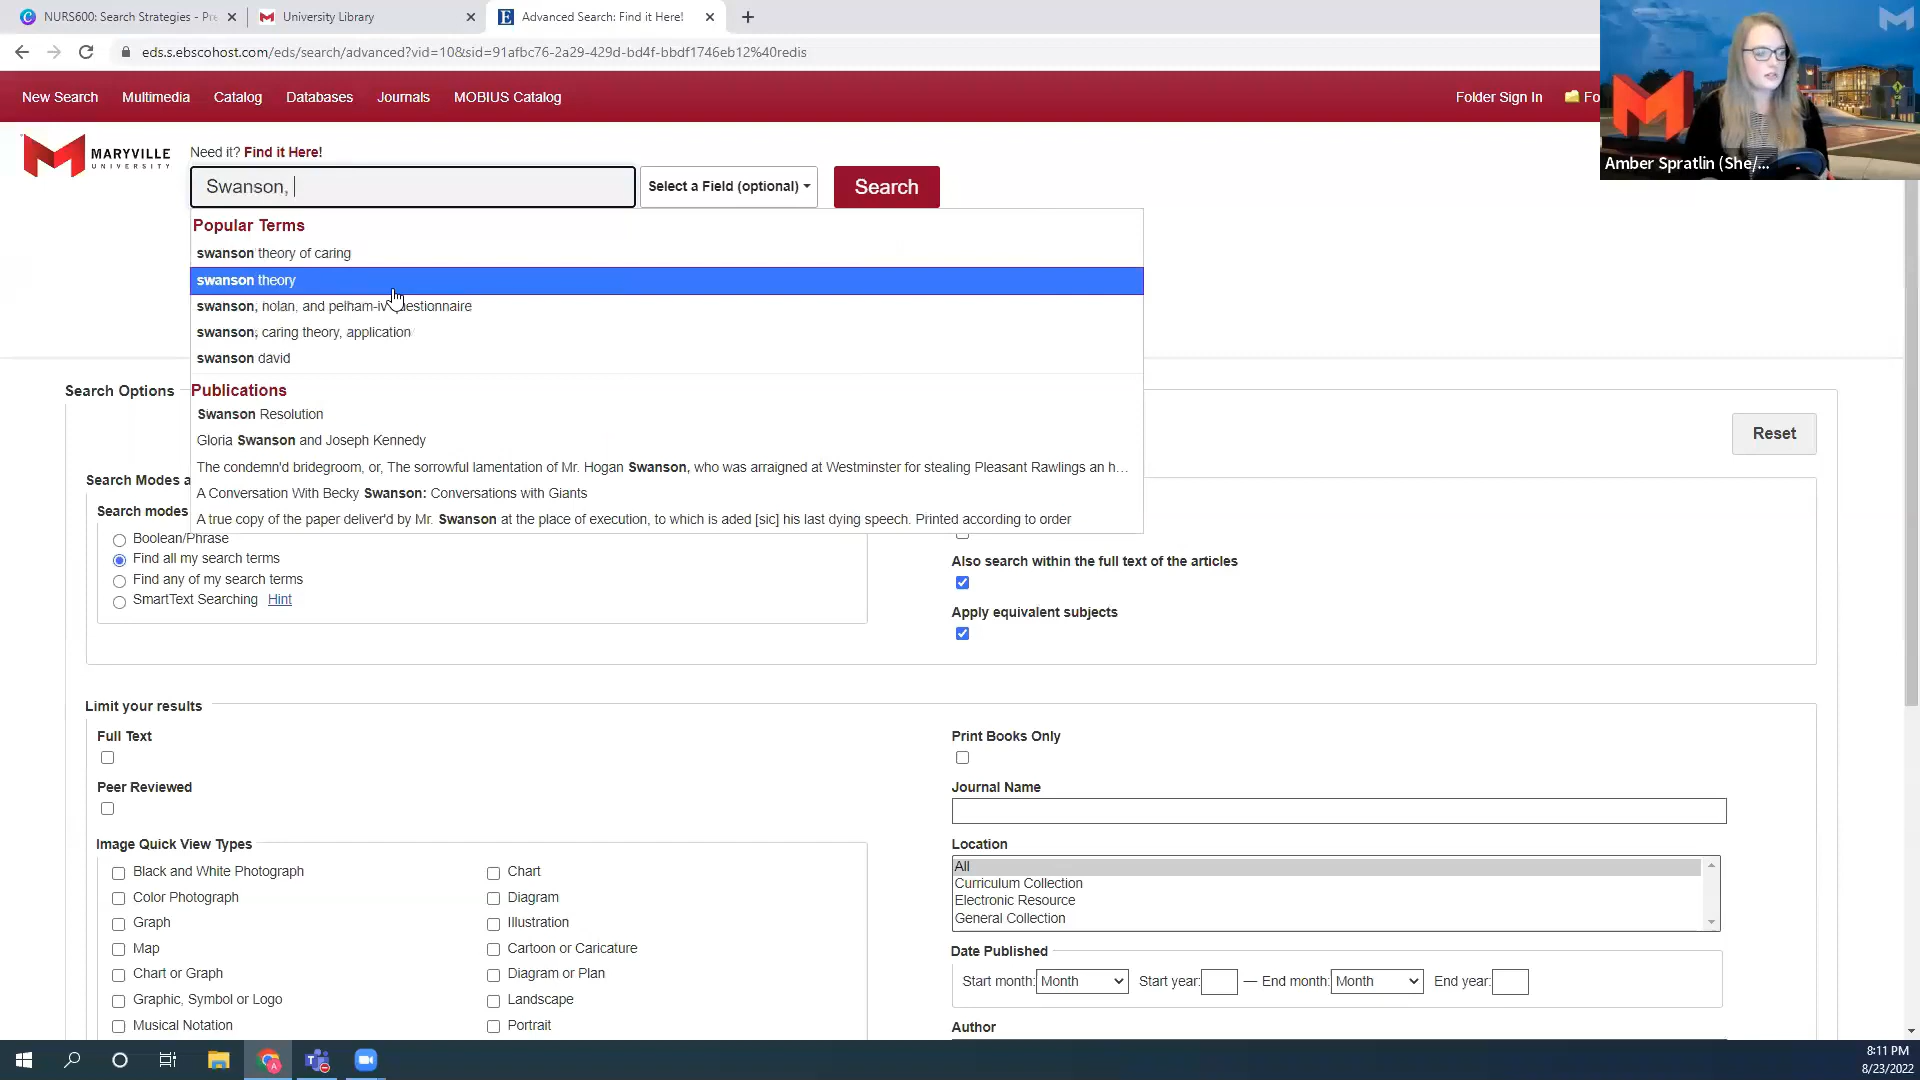 NURS600: Search Strategies - Pre
University Library
Advanced Search: Find it Here!
eds.s.ebscohost.com/eds/search/advanced?vid=10&sid=91afbc76-2a29-429d-bd4f-bbdf1746eb12%40redis
New Search Multimedia Catalog Databases Journals MOBIUS Catalog Folder Sign In Fo
Amber Spratlin (She/...
MARYVILLE
UNIVERSITY
Need it? Find it Here!
Swanson, Select a Field (optional) Search
Popular Terms
swanson theory of caring
swanson theory
swanson, nolan, and pelham-iv questionnaire
swanson, caring theory, application
swanson david
Publications
Swanson Resolution
Gloria Swanson and Joseph Kennedy
The condemn'd bridegroom, or, The sorrowful lamentation of Mr. Hogan Swanson, who was arraigned at Westminster for stealing Pleasant Rawlings an h...
A Conversation With Becky Swanson: Conversations with Giants
A true copy of the paper deliver'd by Mr. Swanson at the place of execution, to which is aded [sic] his last dying speech. Printed according to order
Search Options
Reset
Search Modes a
Search modes
Boolean/Phrase
Find all my search terms
Find any of my search terms
SmartText Searching Hint
Also search within the full text of the articles
Apply equivalent subjects
Limit your results
Full Text
Peer Reviewed
Print Books Only
Journal Name
Image Quick View Types
Black and White Photograph
Color Photograph
Graph
Map
Chart or Graph
Graphic, Symbol or Logo
Musical Notation
Chart
Diagram
Illustration
Cartoon or Caricature
Diagram or Plan
Landscape
Portrait
Location
All
Curriculum Collection
Electronic Resource
General Collection
Date Published
Start month: Month Start year: — End month: Month End year:
Author
8:11 PM
8/23/2022